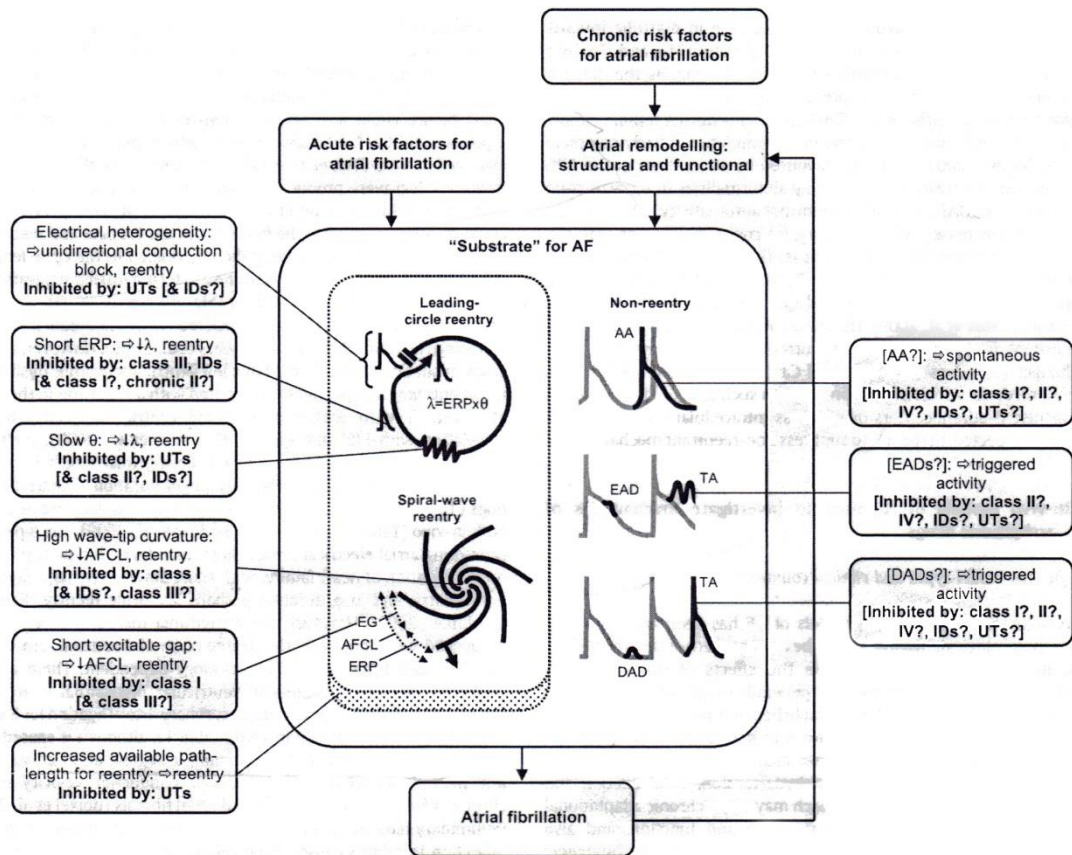 Chronic risk factors
for atrial fibrillation
Acute risk factors for
atrial fibrillation
Atrial remodelling:
structural and functional
“Substrate” for AF
Electrical heterogeneity:
⇨unidirectional conduction
block, reentry
Inhibited by: UTs [& IDs?]
Short ERP: ⇨↓λ, reentry
Inhibited by: class III, IDs
[& class I?, chronic II?]
Slow θ: ⇨↓λ, reentry
Inhibited by: UTs
[& class II?, IDs?]
High wave-tip curvature:
⇨↓AFCL, reentry
Inhibited by: class I
[& IDs?, class III?]
Short excitable gap:
⇨↓AFCL, reentry
Inhibited by: class I
[& class III?]
Increased available path-
length for reentry: ⇨reentry
Inhibited by: UTs
Leading-
circle reentry
λ=ERPxθ
Spiral-wave
reentry
EG
AFCL
ERP
Non-reentry
AA
EAD
TA
TA
DAD
[AA?]: ⇨spontaneous
activity
[Inhibited by: class I?, II?,
IV?, IDs?, UTs?]
[EADs?]: ⇨triggered
activity
[Inhibited by: class II?,
IV?, IDs?, UTs?]
[DADs?]: ⇨triggered
activity
[Inhibited by: class I?, II?,
IV?, IDs?, UTs?]
Atrial fibrillation